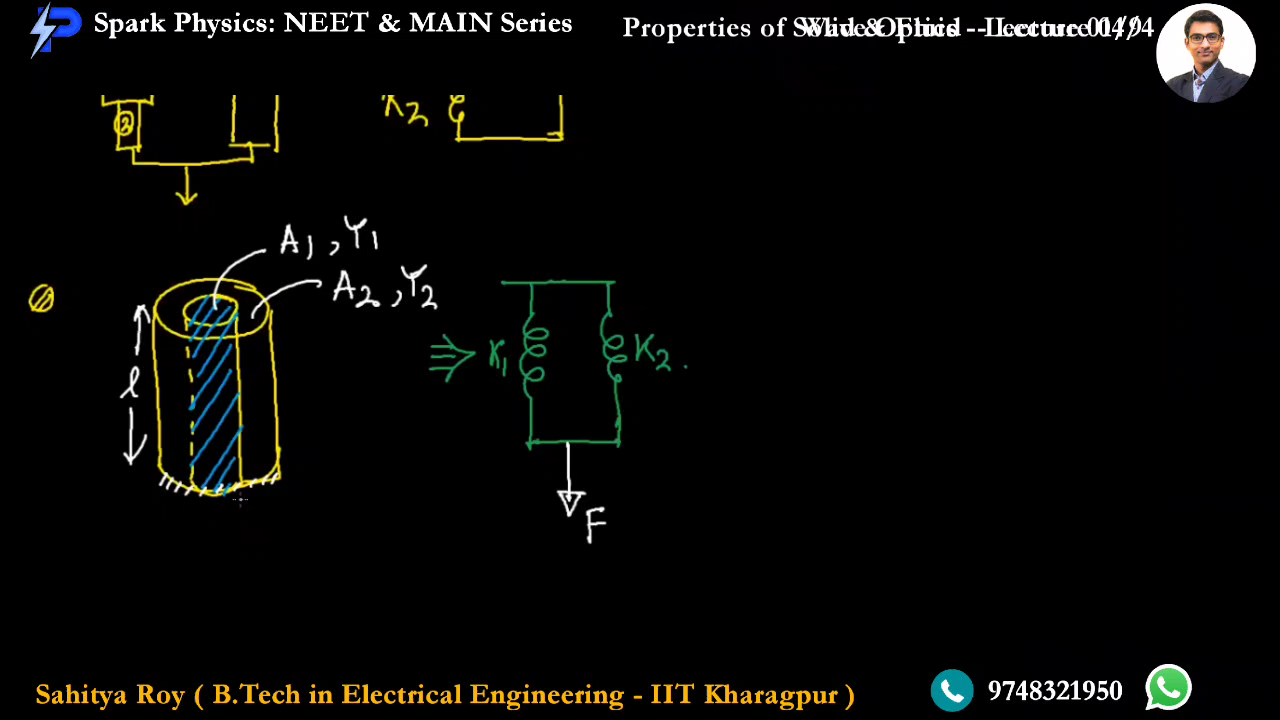 Spark Physics: NEET & MAIN Series
②
K2
A1, Y1
A2, Y2
l
⇛ K1
K2.
F
Sahitya Roy ( B.Tech in Electrical Engineering - IIT Kharagpur )
9748321950